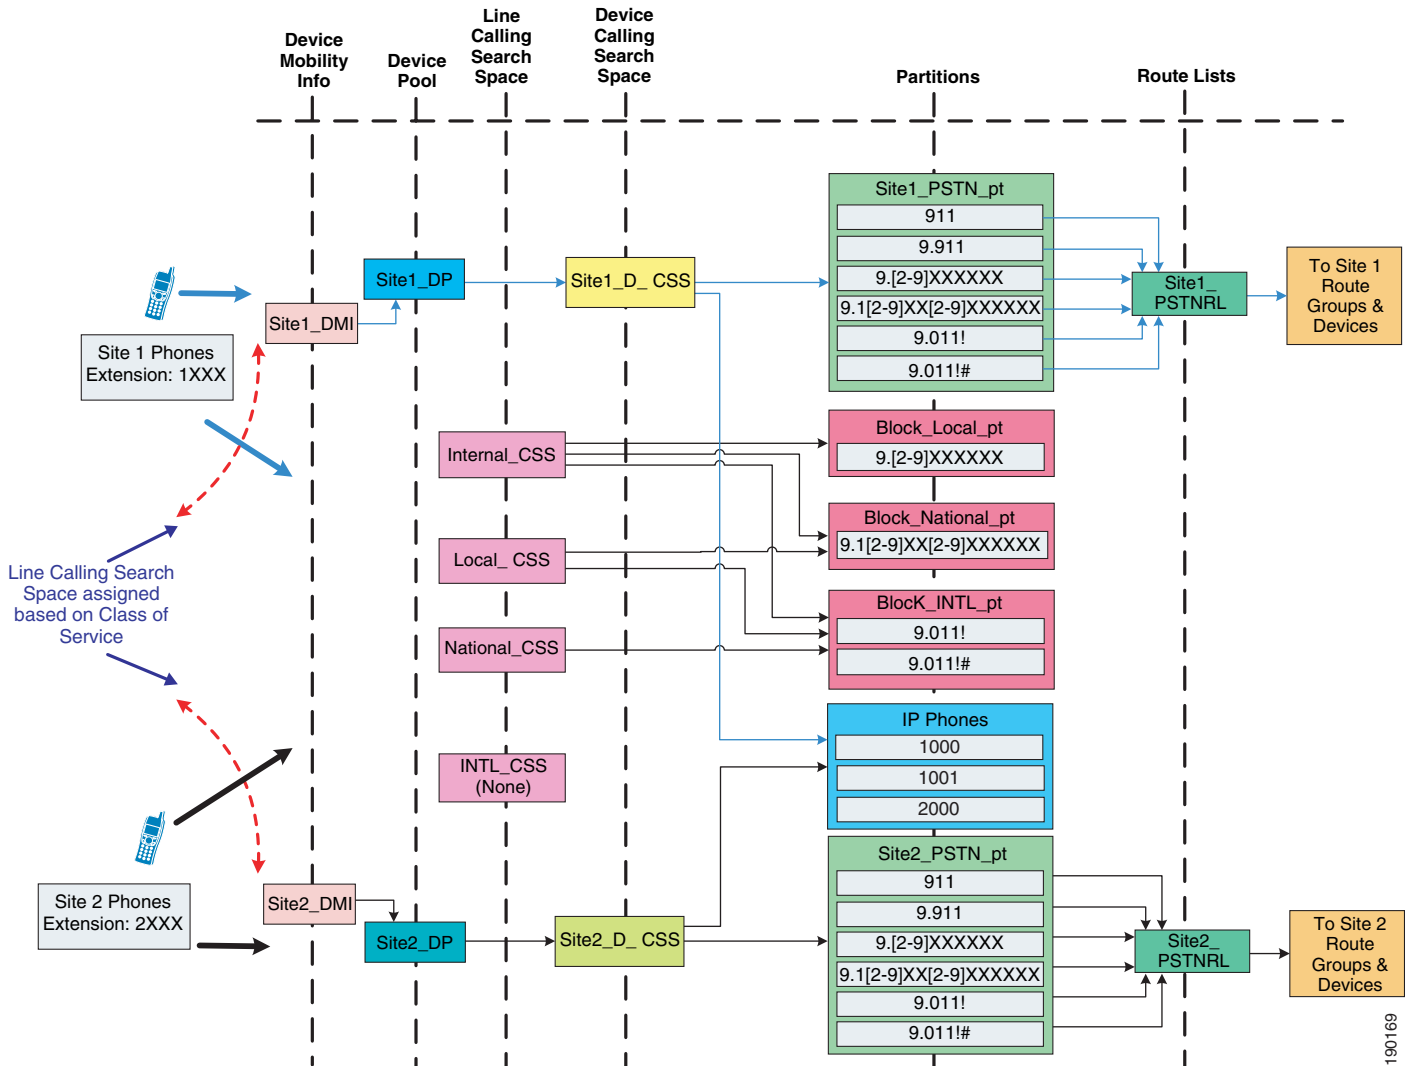 Device
Mobility
Info
Device
Pool
Line
Calling
Search
Space
Device
Calling
Search
Space
Partitions
Route Lists
Site 1 Phones
Extension: 1XXX
Site1_DMI
Site1_DP
Site1_D_ CSS
Site1_PSTN_pt
911
9.911
9.[2-9]XXXXXX
9.1[2-9]XX[2-9]XXXXXX
9.011!
9.011!#
Site1_
PSTNRL
To Site 1
Route
Groups &
Devices
Line Calling Search
Space assigned
based on Class of
Service
Internal_CSS
Local_ CSS
National_CSS
INTL_CSS
(None)
Block_Local_pt
9.[2-9]XXXXXX
Block_National_pt
9.1[2-9]XX[2-9]XXXXXX
BlocK_INTL_pt
9.011!
9.011!#
IP Phones
1000
1001
2000
Site 2 Phones
Extension: 2XXX
Site2_DMI
Site2_DP
Site2_D_ CSS
Site2_PSTN_pt
911
9.911
9.[2-9]XXXXXX
9.1[2-9]XX[2-9]XXXXXX
9.011!
9.011!#
Site2_
PSTNRL
To Site 2
Route
Groups &
Devices
190169